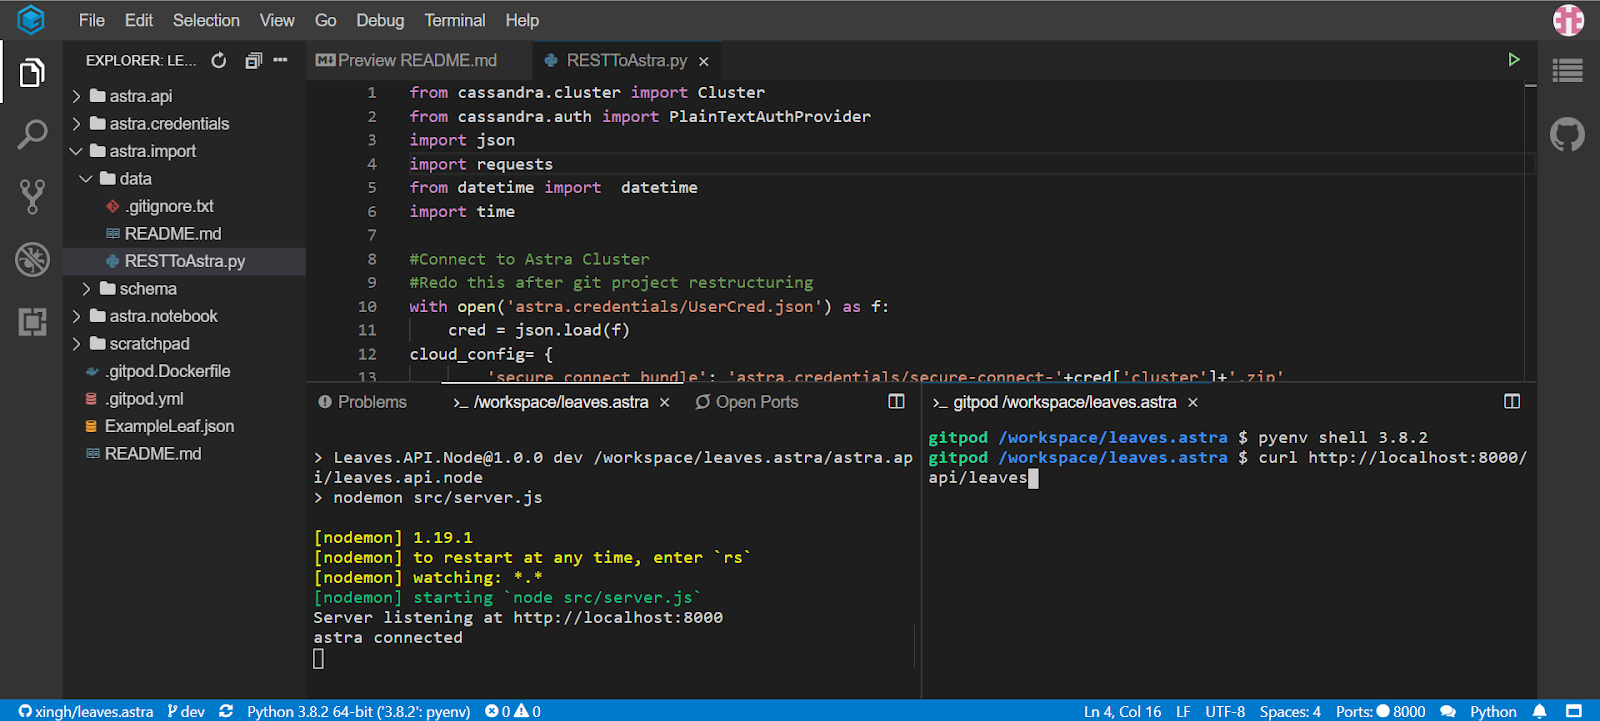 File Edit Selection View Go Debug Terminal Help
EXPLORER: LE...
astra.api
astra.credentials
astra.import
data
.gitignore.txt
README.md
RESTToAstra.py
schema
astra.notebook
scratchpad
.gitpod.Dockerfile
.gitpod.yml
ExampleLeaf.json
README.md
Preview README.md RESTToAstra.py
1 from cassandra.cluster import Cluster
2 from cassandra.auth import PlainTextAuthProvider
3 import json
4 import requests
5 from datetime import  datetime
6 import time
7
8 #Connect to Astra Cluster
9 #Redo this after git project restructuring
10 with open('astra.credentials/UserCred.json') as f:
11     cred = json.load(f)
12 cloud_config= {
13         'secure_connect_bundle': 'astra.credentials/secure-connect-'+cred['cluster']+'.zip'
Problems >_ /workspace/leaves.astra Open Ports
> Leaves.API.Node@1.0.0 dev /workspace/leaves.astra/astra.ap
i/leaves.api.node
> nodemon src/server.js
[nodemon] 1.19.1
[nodemon] to restart at any time, enter `rs`
[nodemon] watching: *.*
[nodemon] starting `node src/server.js`
Server listening at http://localhost:8000
astra connected
>_ gitpod /workspace/leaves.astra
gitpod /workspace/leaves.astra $ pyenv shell 3.8.2
gitpod /workspace/leaves.astra $ curl http://localhost:8000/
api/leaves
xingh/leaves.astra dev Python 3.8.2 64-bit ('3.8.2': pyenv) 0 0 Ln 4, Col 16 LF UTF-8 Spaces: 4 Ports: 8000 Python